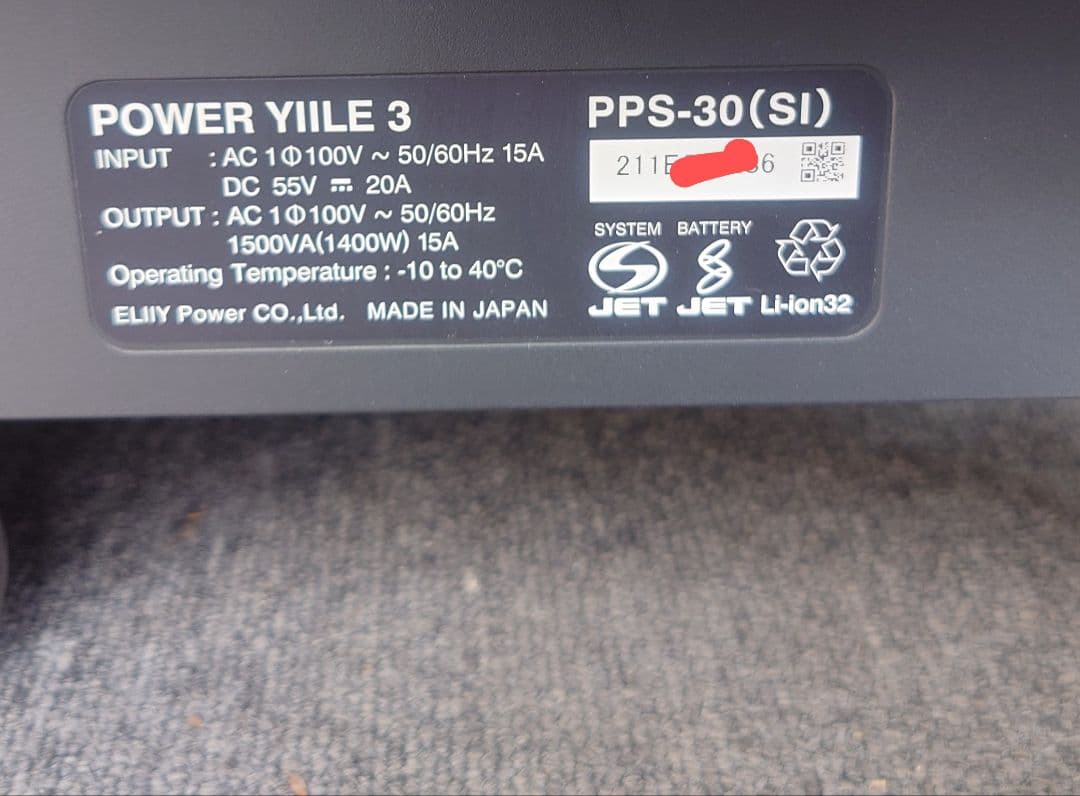 POWER YIILE 3
INPUT : AC 1Φ100V ~ 50/60Hz 15A
DC 55V ⎓ 20A
OUTPUT : AC 1Φ100V ~ 50/60Hz
1500VA(1400W) 15A
Operating Temperature : -10 to 40°C
ELIIY Power CO.,Ltd. MADE IN JAPAN
PPS-30(SI)
SYSTEM BATTERY
JET JET Li-ion32